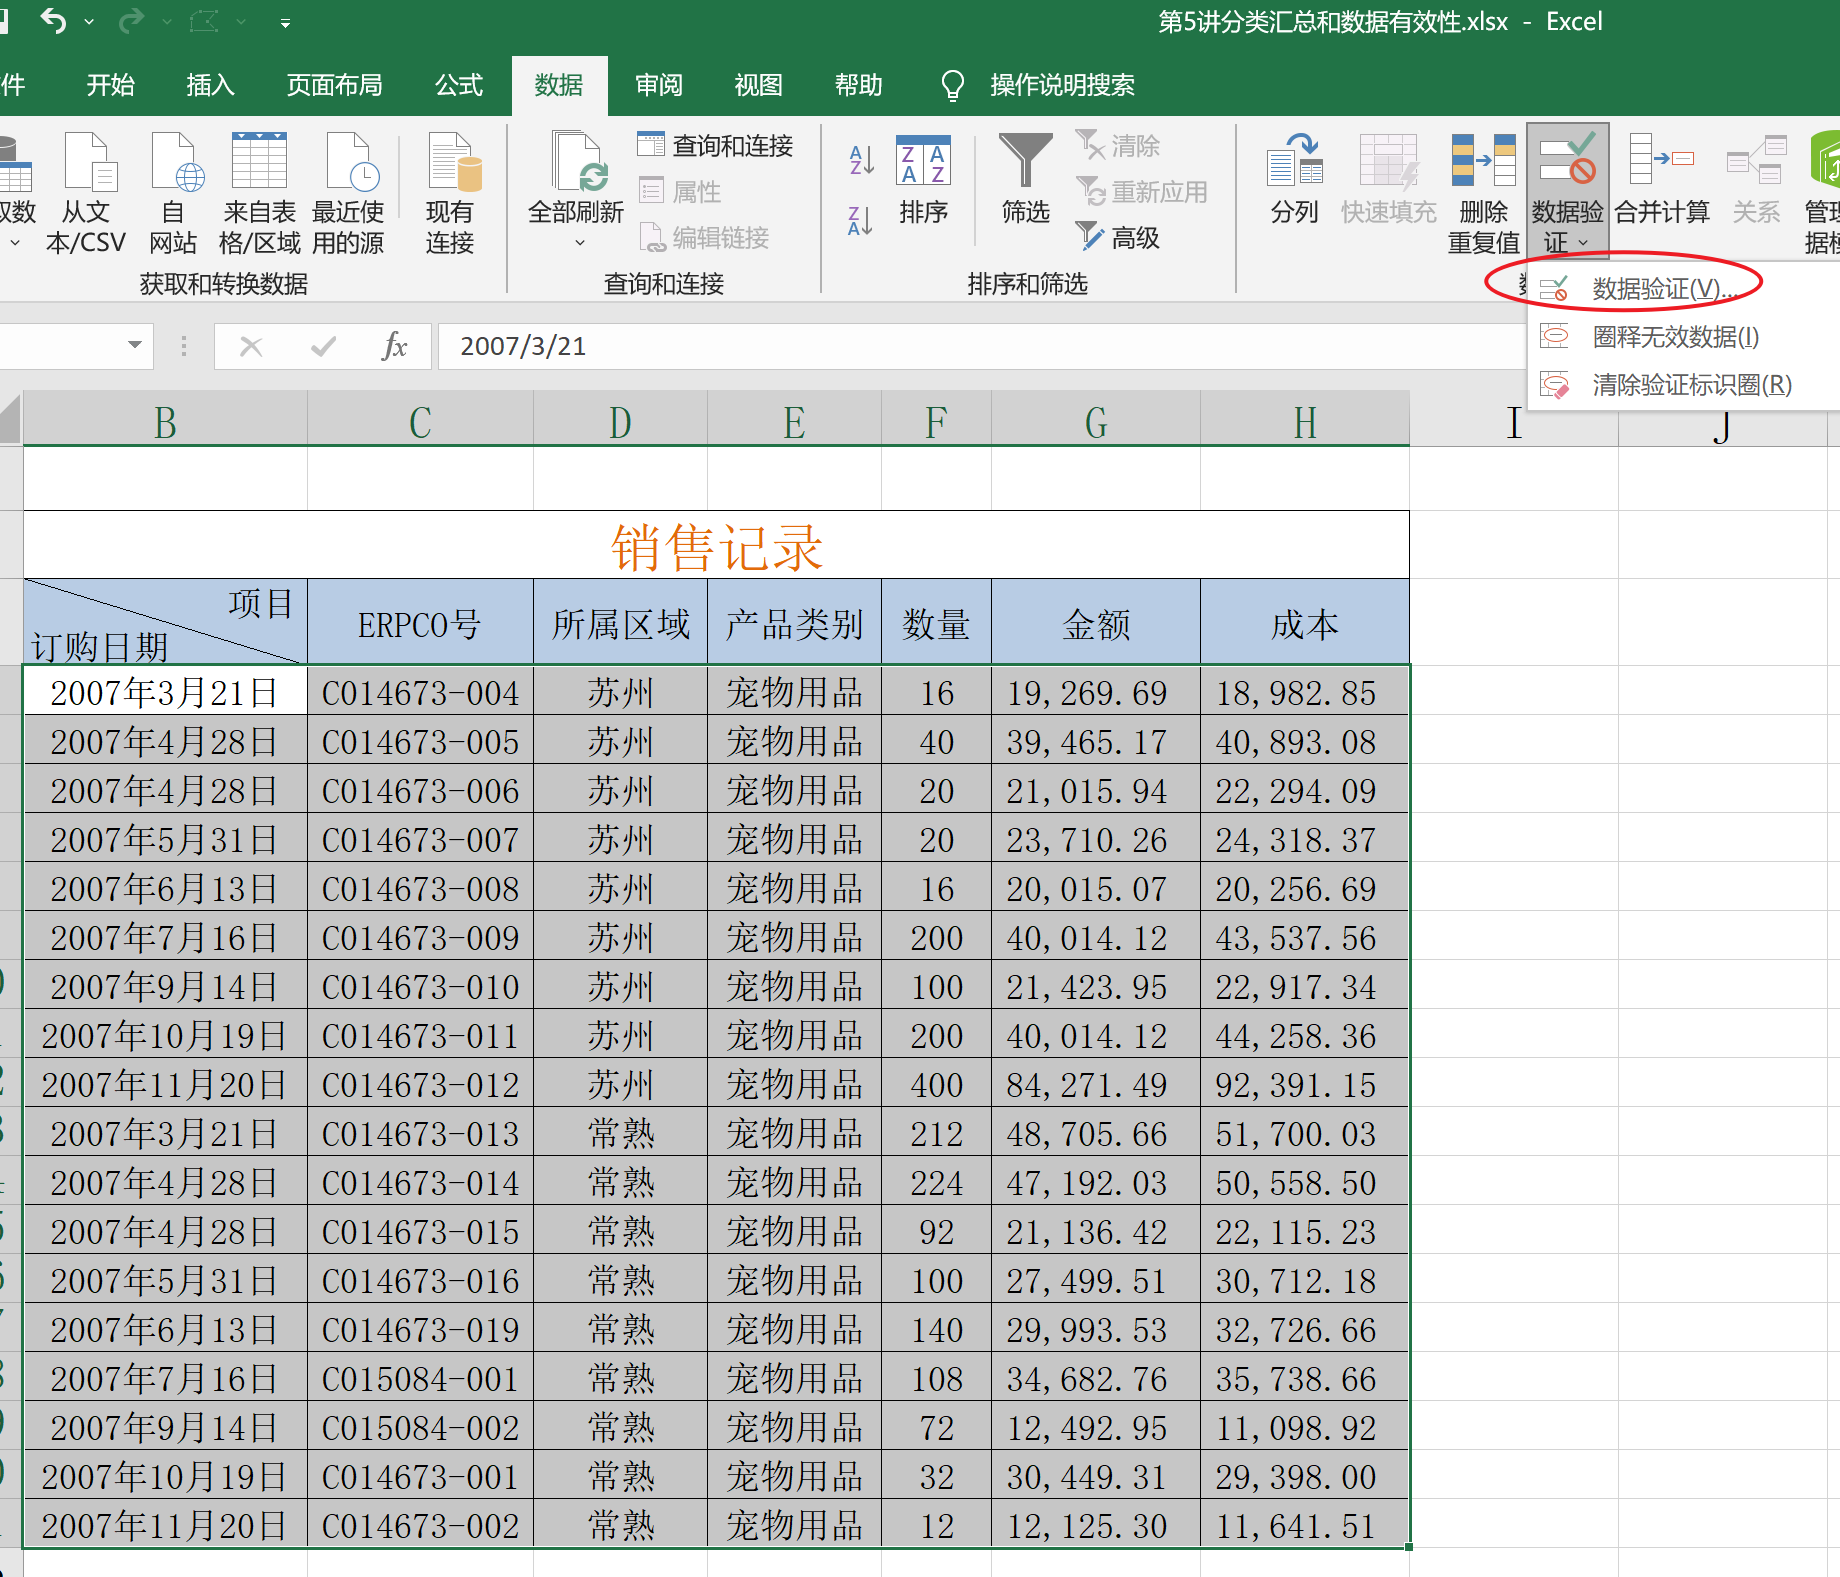 第5讲分类汇总和数据有效性.xlsx - Excel
件 开始 插入 页面布局 公式 数据 审阅 视图 帮助 操作说明搜索
取数 从文本/CSV 自网站 来自表格/区域 最近使用的源 现有连接
获取和转换数据
全部刷新 查询和连接 属性 编辑链接
查询和连接
排序 筛选 清除 重新应用 高级
排序和筛选
分列 快速填充 删除重复值 数据验证 合并计算 关系 管理据模
数据验证(V)...
圈释无效数据(I)
清除验证标识圈(R)
fx 2007/3/21
B C D E F G H I J
销售记录
项目 订购日期 ERPCO号 所属区域 产品类别 数量 金额 成本
2007年3月21日 C014673-004 苏州 宠物用品 16 19,269.69 18,982.85
2007年4月28日 C014673-005 苏州 宠物用品 40 39,465.17 40,893.08
2007年4月28日 C014673-006 苏州 宠物用品 20 21,015.94 22,294.09
2007年5月31日 C014673-007 苏州 宠物用品 20 23,710.26 24,318.37
2007年6月13日 C014673-008 苏州 宠物用品 16 20,015.07 20,256.69
2007年7月16日 C014673-009 苏州 宠物用品 200 40,014.12 43,537.56
2007年9月14日 C014673-010 苏州 宠物用品 100 21,423.95 22,917.34
2007年10月19日 C014673-011 苏州 宠物用品 200 40,014.12 44,258.36
2007年11月20日 C014673-012 苏州 宠物用品 400 84,271.49 92,391.15
2007年3月21日 C014673-013 常熟 宠物用品 212 48,705.66 51,700.03
2007年4月28日 C014673-014 常熟 宠物用品 224 47,192.03 50,558.50
2007年4月28日 C014673-015 常熟 宠物用品 92 21,136.42 22,115.23
2007年5月31日 C014673-016 常熟 宠物用品 100 27,499.51 30,712.18
2007年6月13日 C014673-019 常熟 宠物用品 140 29,993.53 32,726.66
2007年7月16日 C015084-001 常熟 宠物用品 108 34,682.76 35,738.66
2007年9月14日 C015084-002 常熟 宠物用品 72 12,492.95 11,098.92
2007年10月19日 C014673-001 常熟 宠物用品 32 30,449.31 29,398.00
2007年11月20日 C014673-002 常熟 宠物用品 12 12,125.30 11,641.51